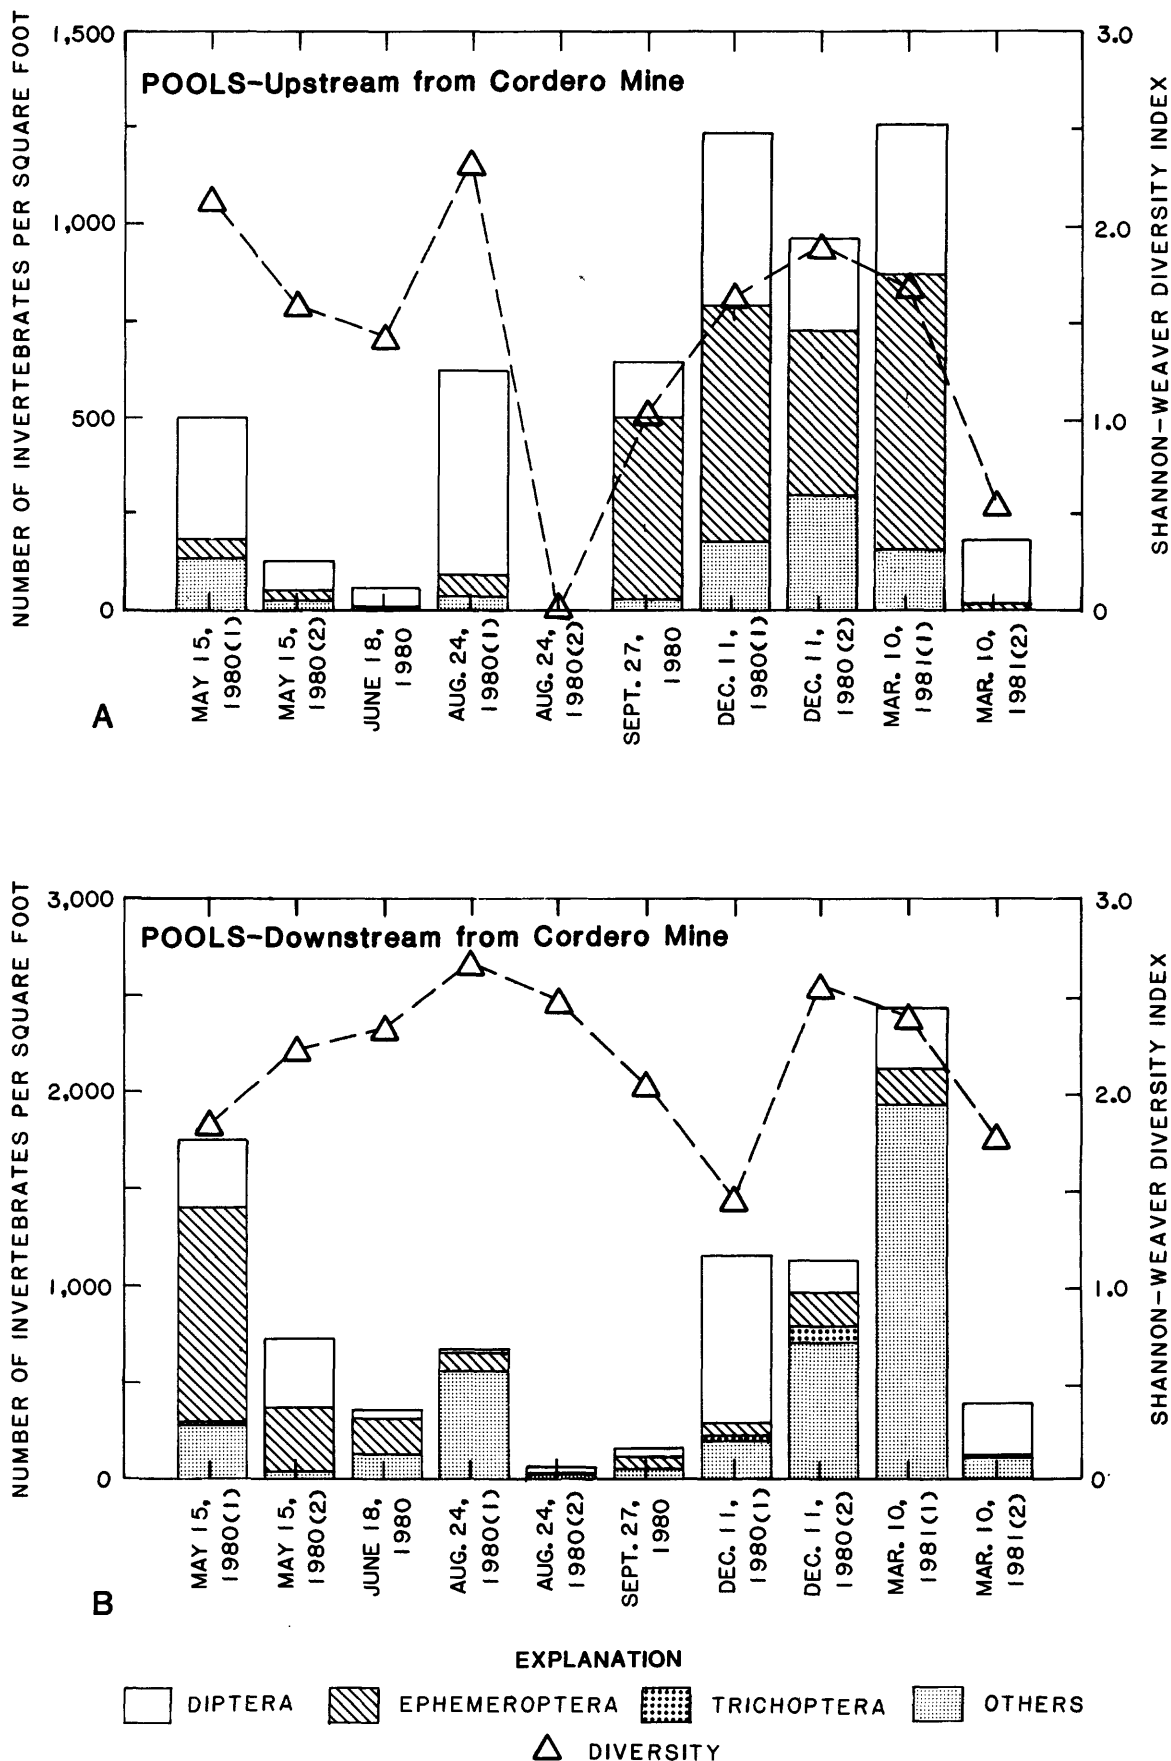 POOLS-Upstream from Cordero Mine
NUMBER OF INVERTEBRATES PER SQUARE FOOT
1,500
1,000
500
0
3.0
2.0
1.0
0
SHANNON-WEAVER DIVERSITY INDEX
MAY 15,
1980(1)
MAY 15,
1980(2)
JUNE 18,
1980
AUG. 24,
1980(1)
AUG. 24,
1980(2)
SEPT. 27,
1980
DEC. 11,
1980(1)
DEC. 11,
1980(2)
MAR. 10,
1981(1)
MAR. 10,
1981(2)
A
POOLS-Downstream from Cordero Mine
NUMBER OF INVERTEBRATES PER SQUARE FOOT
3,000
2,000
1,000
0
3.0
2.0
1.0
0
SHANNON-WEAVER DIVERSITY INDEX
MAY 15,
1980(1)
MAY 15,
1980(2)
JUNE 18,
1980
AUG. 24,
1980(1)
AUG. 24,
1980(2)
SEPT. 27,
1980
DEC. 11,
1980(1)
DEC. 11,
1980(2)
MAR. 10,
1981(1)
MAR. 10,
1981(2)
B
EXPLANATION
DIPTERA
EPHEMEROPTERA
TRICHOPTERA
OTHERS
DIVERSITY